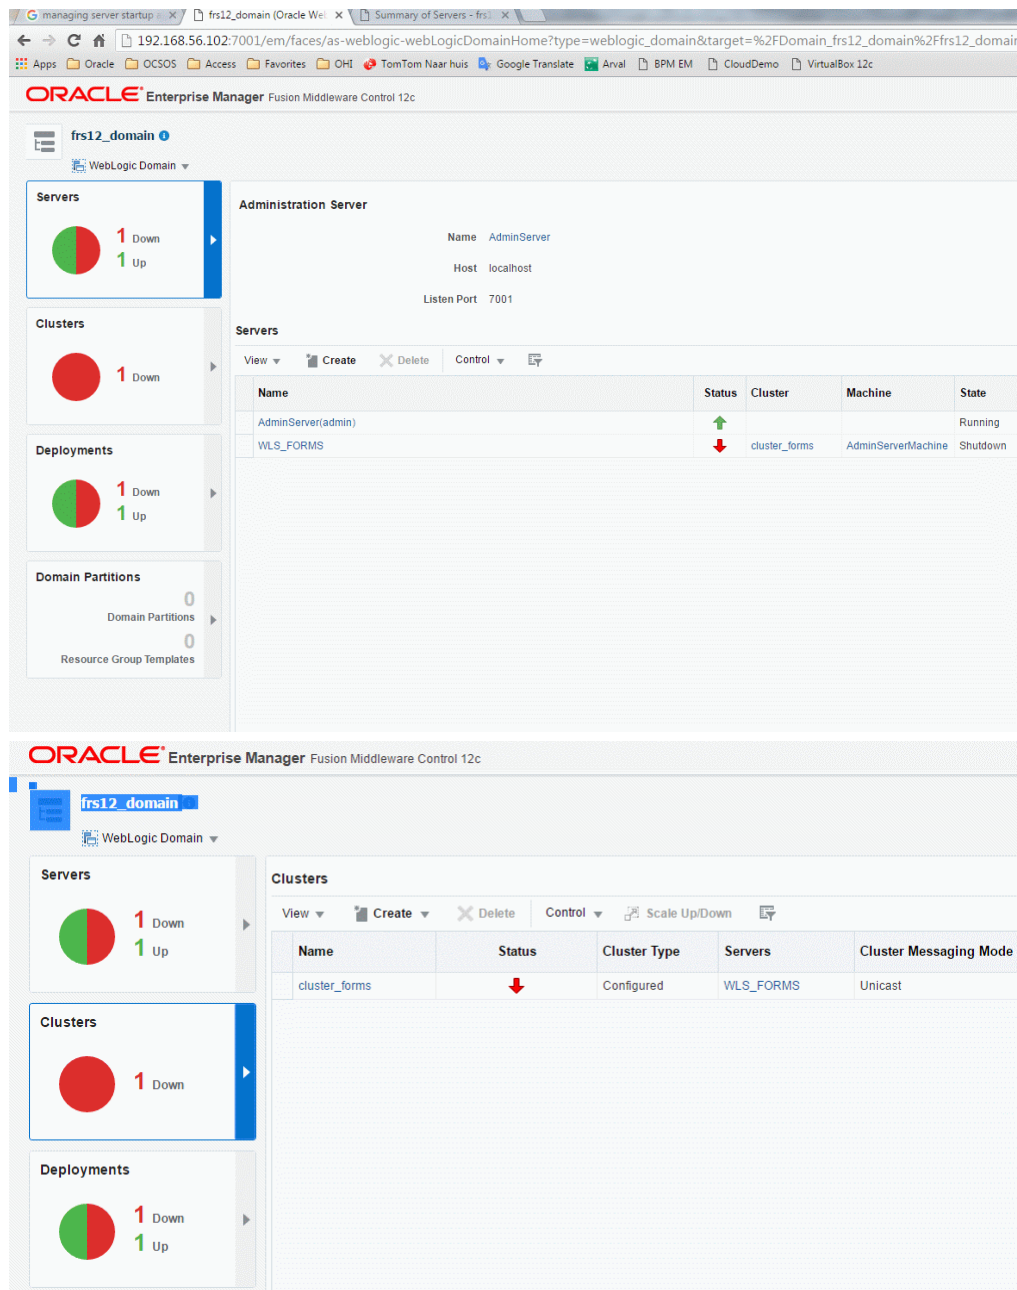 managing server startup a
frs12_domain (Oracle Web
Summary of Servers - frs1
192.168.56.102:7001/em/faces/as-weblogic-webLogicDomainHome?type=weblogic_domain&target=%2FDomain_frs12_domain%2Ffrs12_domain
Apps Oracle OCSOS Access Favorites OHI TomTom Naar huis Google Translate Arval BPM EM CloudDemo VirtualBox 12c
ORACLE Enterprise Manager Fusion Middleware Control 12c
frs12_domain
WebLogic Domain
Servers
1 Down
1 Up
Clusters
1 Down
Deployments
1 Down
1 Up
Domain Partitions
0
Domain Partitions
0
Resource Group Templates
Administration Server
Name AdminServer
Host localhost
Listen Port 7001
Servers
View Create Delete Control
Name Status Cluster Machine State
AdminServer(admin) Running
WLS_FORMS cluster_forms AdminServerMachine Shutdown
ORACLE Enterprise Manager Fusion Middleware Control 12c
frs12_domain
WebLogic Domain
Servers
1 Down
1 Up
Clusters
1 Down
Deployments
1 Down
1 Up
Clusters
View Create Delete Control Scale Up/Down
Name Status Cluster Type Servers Cluster Messaging Mode
cluster_forms Configured WLS_FORMS Unicast